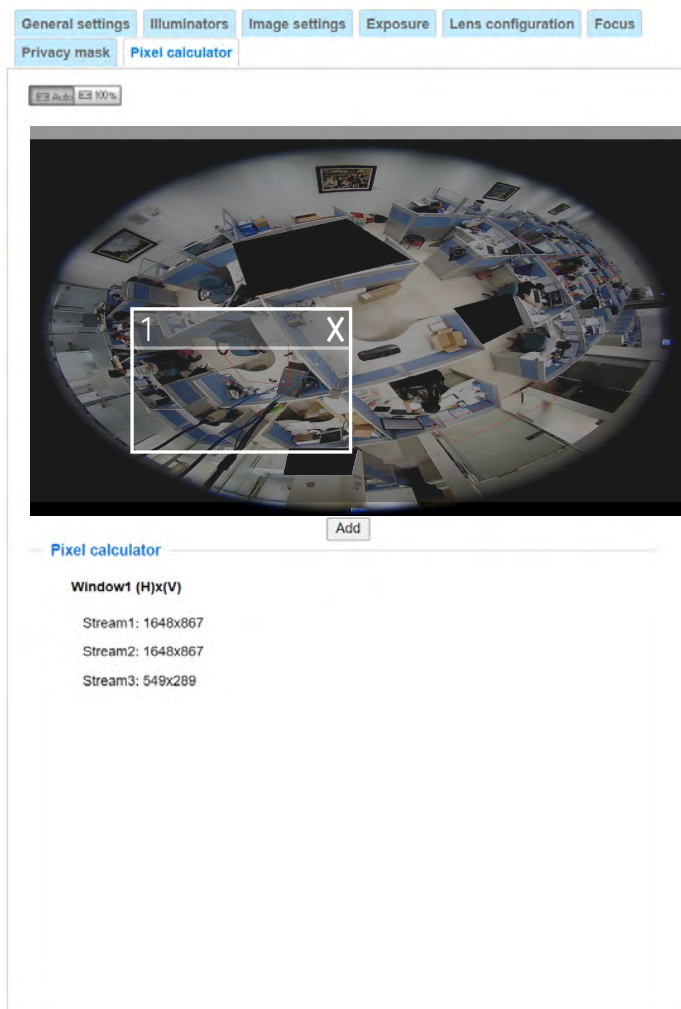 General settings Illuminators Image settings Exposure Lens configuration Focus
Privacy mask Pixel calculator
Auto 100%
1 X
Add
Pixel calculator
Window1 (H)x(V)
Stream1: 1648x867
Stream2: 1648x867
Stream3: 549x289